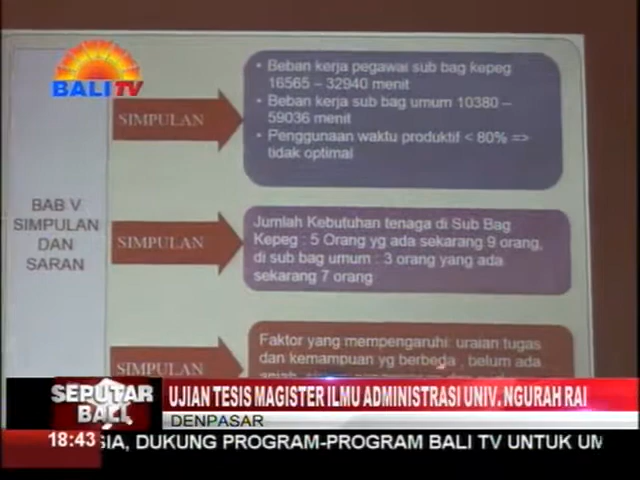 BALI TV
BAB V
SIMPULAN
DAN
SARAN
SIMPULAN
• Beban kerja pegawai sub bag kepeg
16565 – 32940 menit
• Beban kerja sub bag umum 10380 –
59036 menit
• Penggunaan waktu produktif < 80% =>
tidak optimal
SIMPULAN
Jumlah Kebutuhan tenaga di Sub Bag
Kepeg : 5 Orang yg ada sekarang 9 orang,
di sub bag umum : 3 orang yang ada
sekarang 7 orang
SIMPULAN
Faktor yang mempengaruhi: uraian tugas
dan kemampuan yg berbeda , belum ada
SEPUTAR
BALI
UJIAN TESIS MAGISTER ILMU ADMINISTRASI UNIV. NGURAH RAI
DENPASAR
18:43
SIA, DUKUNG PROGRAM-PROGRAM BALI TV UNTUK UM